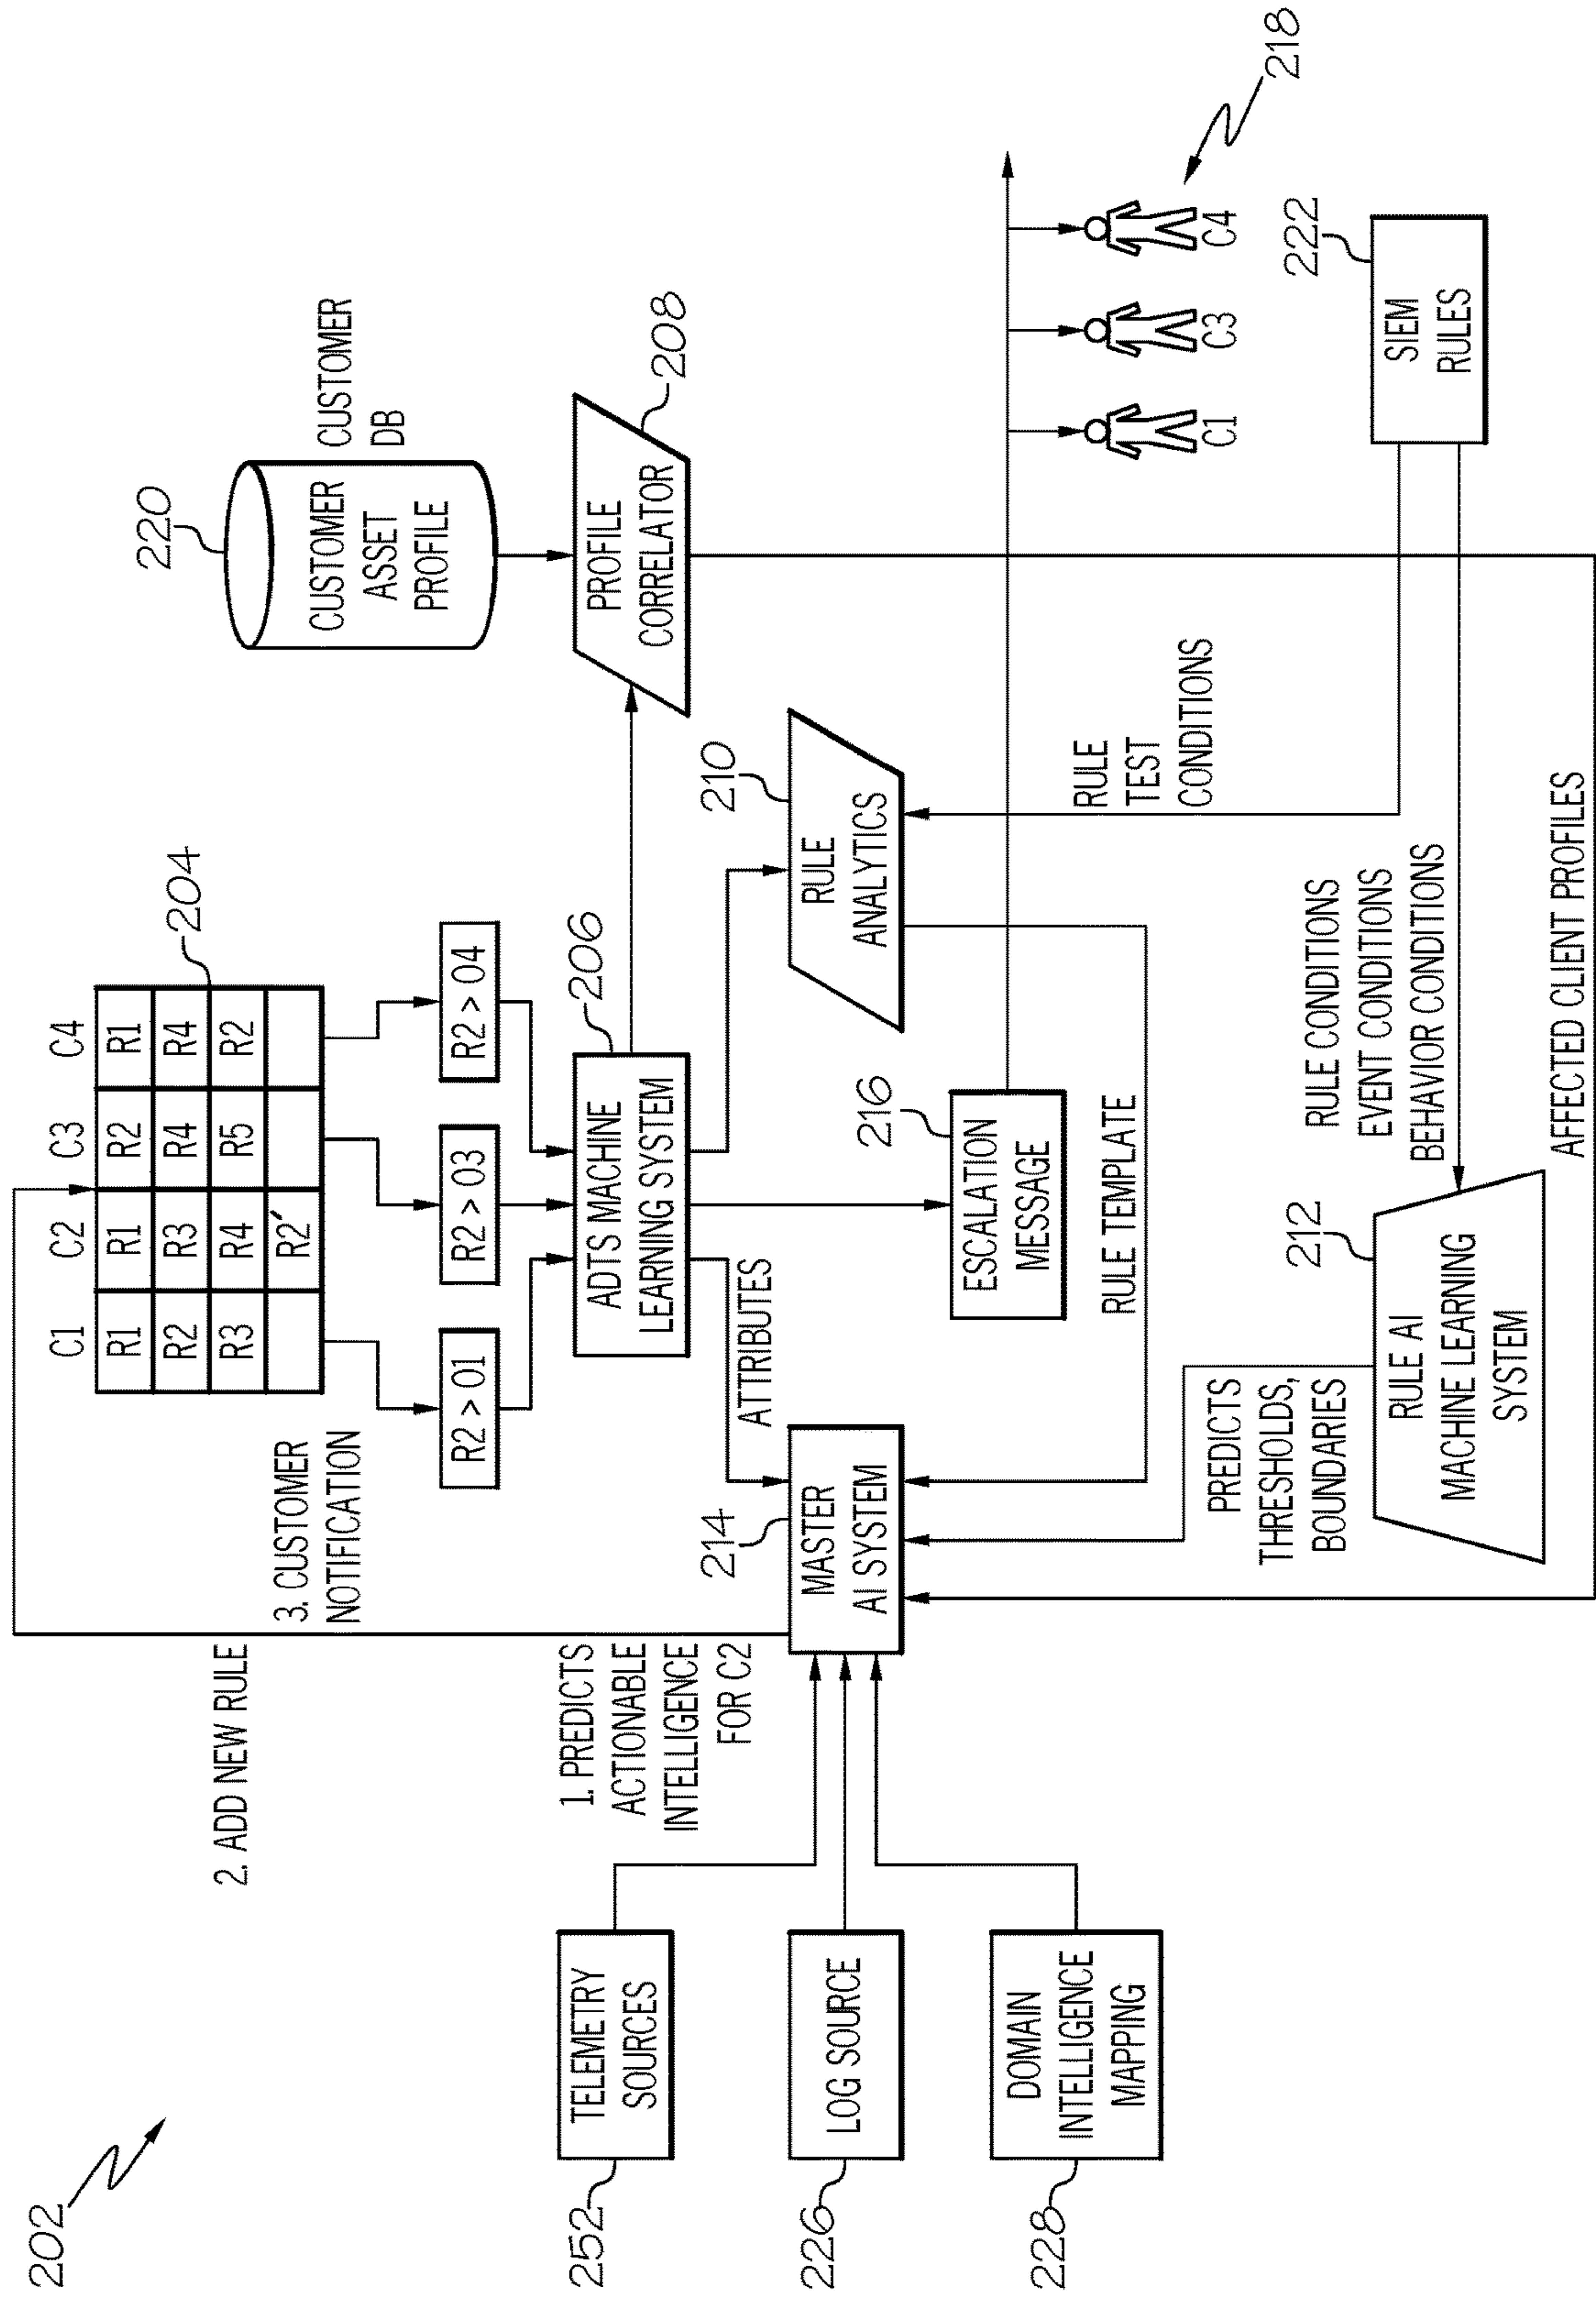 202
2. ADD NEW RULE
3. CUSTOMER
NOTIFICATION
1. PREDICTS
ACTIONABLE
INTELLIGENCE
FOR C2
C1 C2 C3 C4
R1 R1 R2 R1
R2 R3 R4 R4
R3 R4 R5 R2
R2′
204
R2 > O1
R2 > O3
R2 > O4
206
ADTS MACHINE
LEARNING SYSTEM
ATTRIBUTES
220
CUSTOMER
DB
CUSTOMER
ASSET
PROFILE
208
PROFILE
CORRELATOR
252
TELEMETRY
SOURCES
226
LOG SOURCE
228
DOMAIN
INTELLIGENCE
MAPPING
214
MASTER
AI SYSTEM
210
RULE
ANALYTICS
216
ESCALATION
MESSAGE
RULE TEMPLATE
RULE
TEST
CONDITIONS
C1 C3 C4
218
222
SIEM
RULES
PREDICTS
THRESHOLDS,
BOUNDARIES
212
RULE AI
MACHINE LEARNING
SYSTEM
RULE CONDITIONS
EVENT CONDITIONS
BEHAVIOR CONDITIONS
AFFECTED CLIENT PROFILES